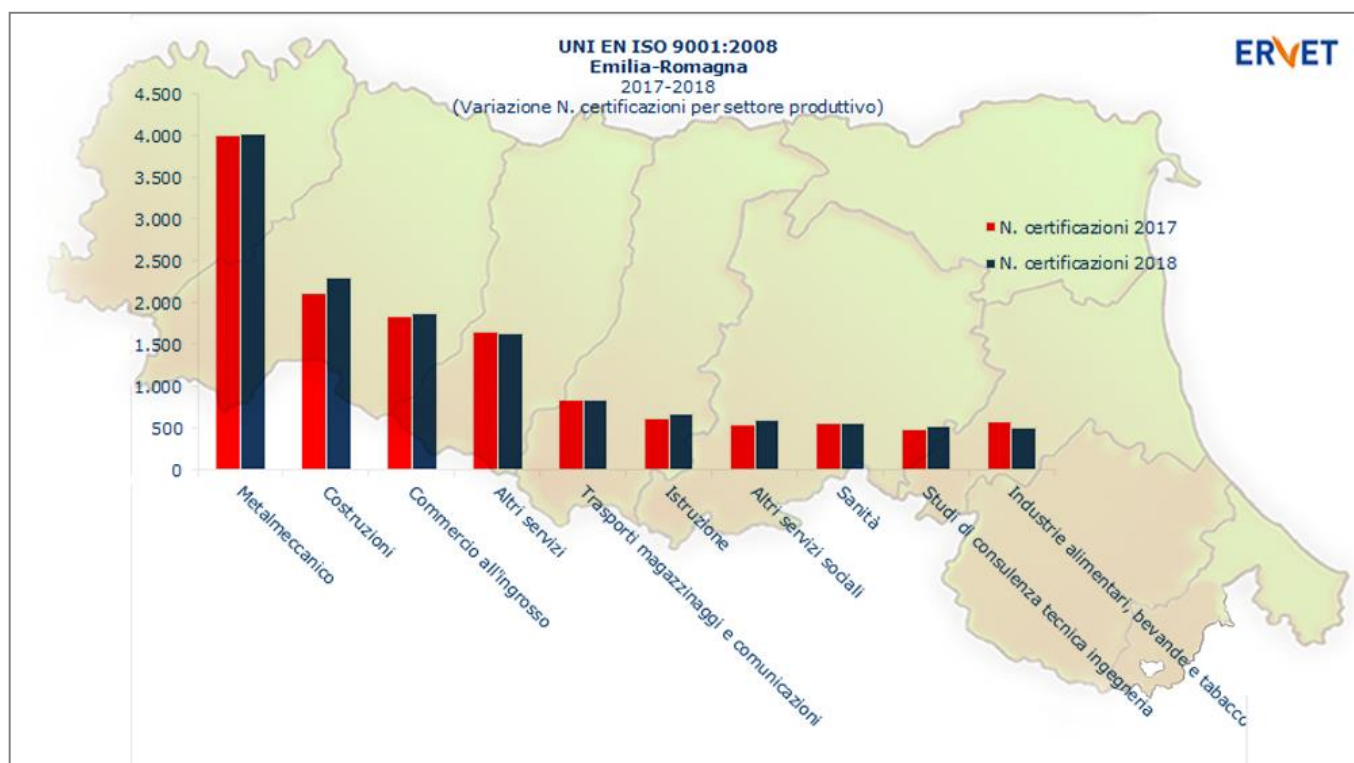 UNI EN ISO 9001:2008
Emilia-Romagna
2017-2018
(Variazione N. certificazioni per settore produttivo)
ERVET
4.500
4.000
3.500
3.000
2.500
2.000
1.500
1.000
500
0
N. certificazioni 2017
N. certificazioni 2018
Metalmeccanico
Costruzioni
Commercio all'ingrosso
Altri servizi
Trasporti magazzinaggi e comunicazioni
Istruzione
Altri servizi sociali
Sanità
Studi di consulenza tecnica ingegneria
Industrie alimentari, bevande e tabacco